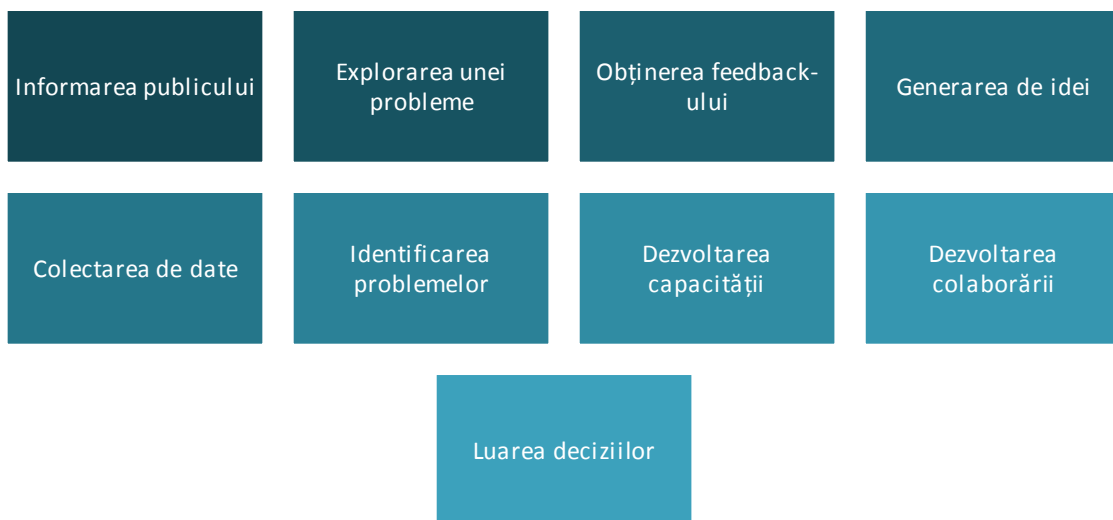 Informarea publicului
Explorarea unei
probleme
Obținerea feedback-
ului
Generarea de idei
Colectarea de date
Identificarea
problemelor
Dezvoltarea
capacității
Dezvoltarea
colaborării
Luarea deciziilor